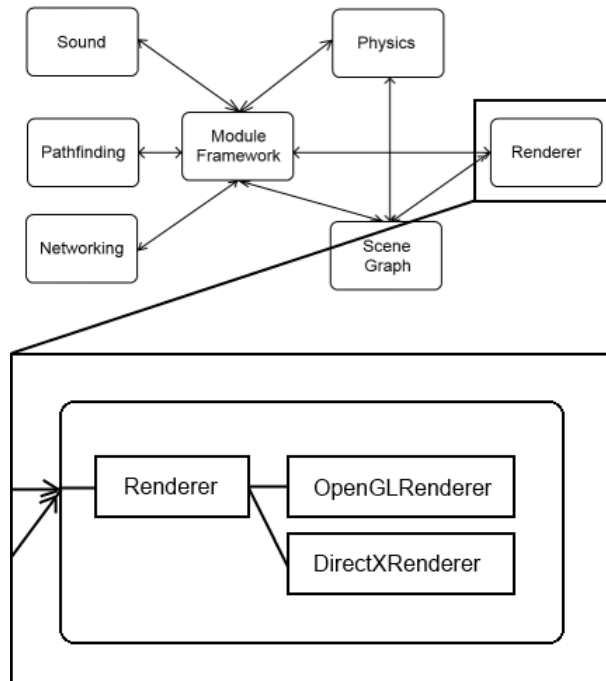 Sound
Physics
Pathfinding
Module
Framework
Renderer
Networking
Scene
Graph
Renderer
OpenGLRenderer
DirectXRenderer